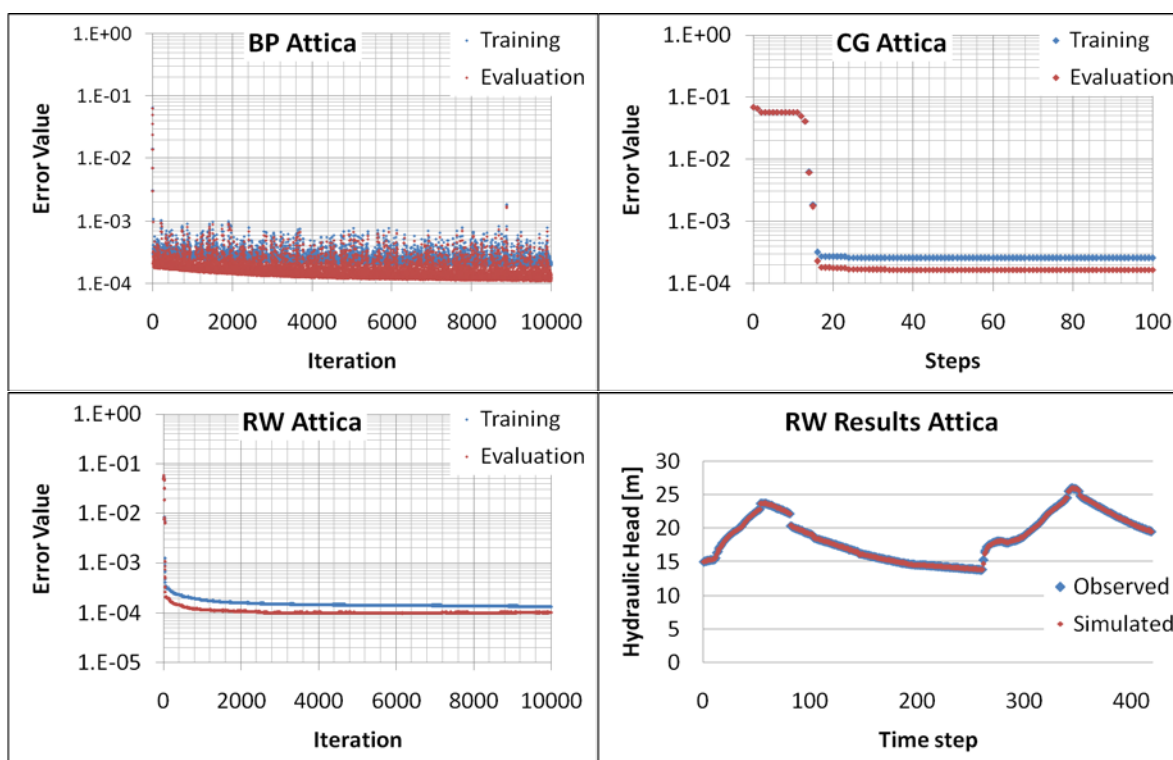 BP Attica
Training
Evaluation
Error Value
1.E+00
1.E-01
1.E-02
1.E-03
1.E-04
0 2000 4000 6000 8000 10000
Iteration
CG Attica
Training
Evaluation
Error Value
1.E+00
1.E-01
1.E-02
1.E-03
1.E-04
0 20 40 60 80 100
Steps
RW Attica
Training
Evaluation
Error Value
1.E+00
1.E-01
1.E-02
1.E-03
1.E-04
1.E-05
0 2000 4000 6000 8000 10000
Iteration
RW Results Attica
Hydraulic Head [m]
30
25
20
15
10
5
0
Observed
Simulated
0 100 200 300 400
Time step